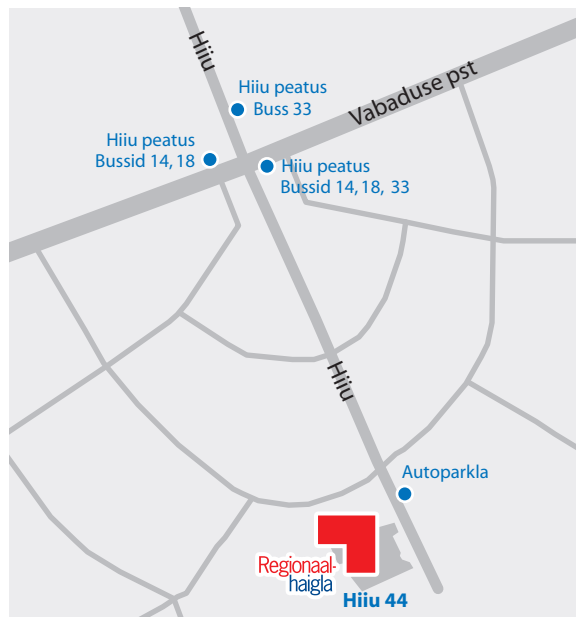 Hiiu
Hiiu peatus
Buss 33
Vabaduse pst
Hiiu peatus
Bussid 14, 18
Hiiu peatus
Bussid 14, 18, 33
Hiiu
Autoparkla
Regionaal-
haigla
Hiiu 44